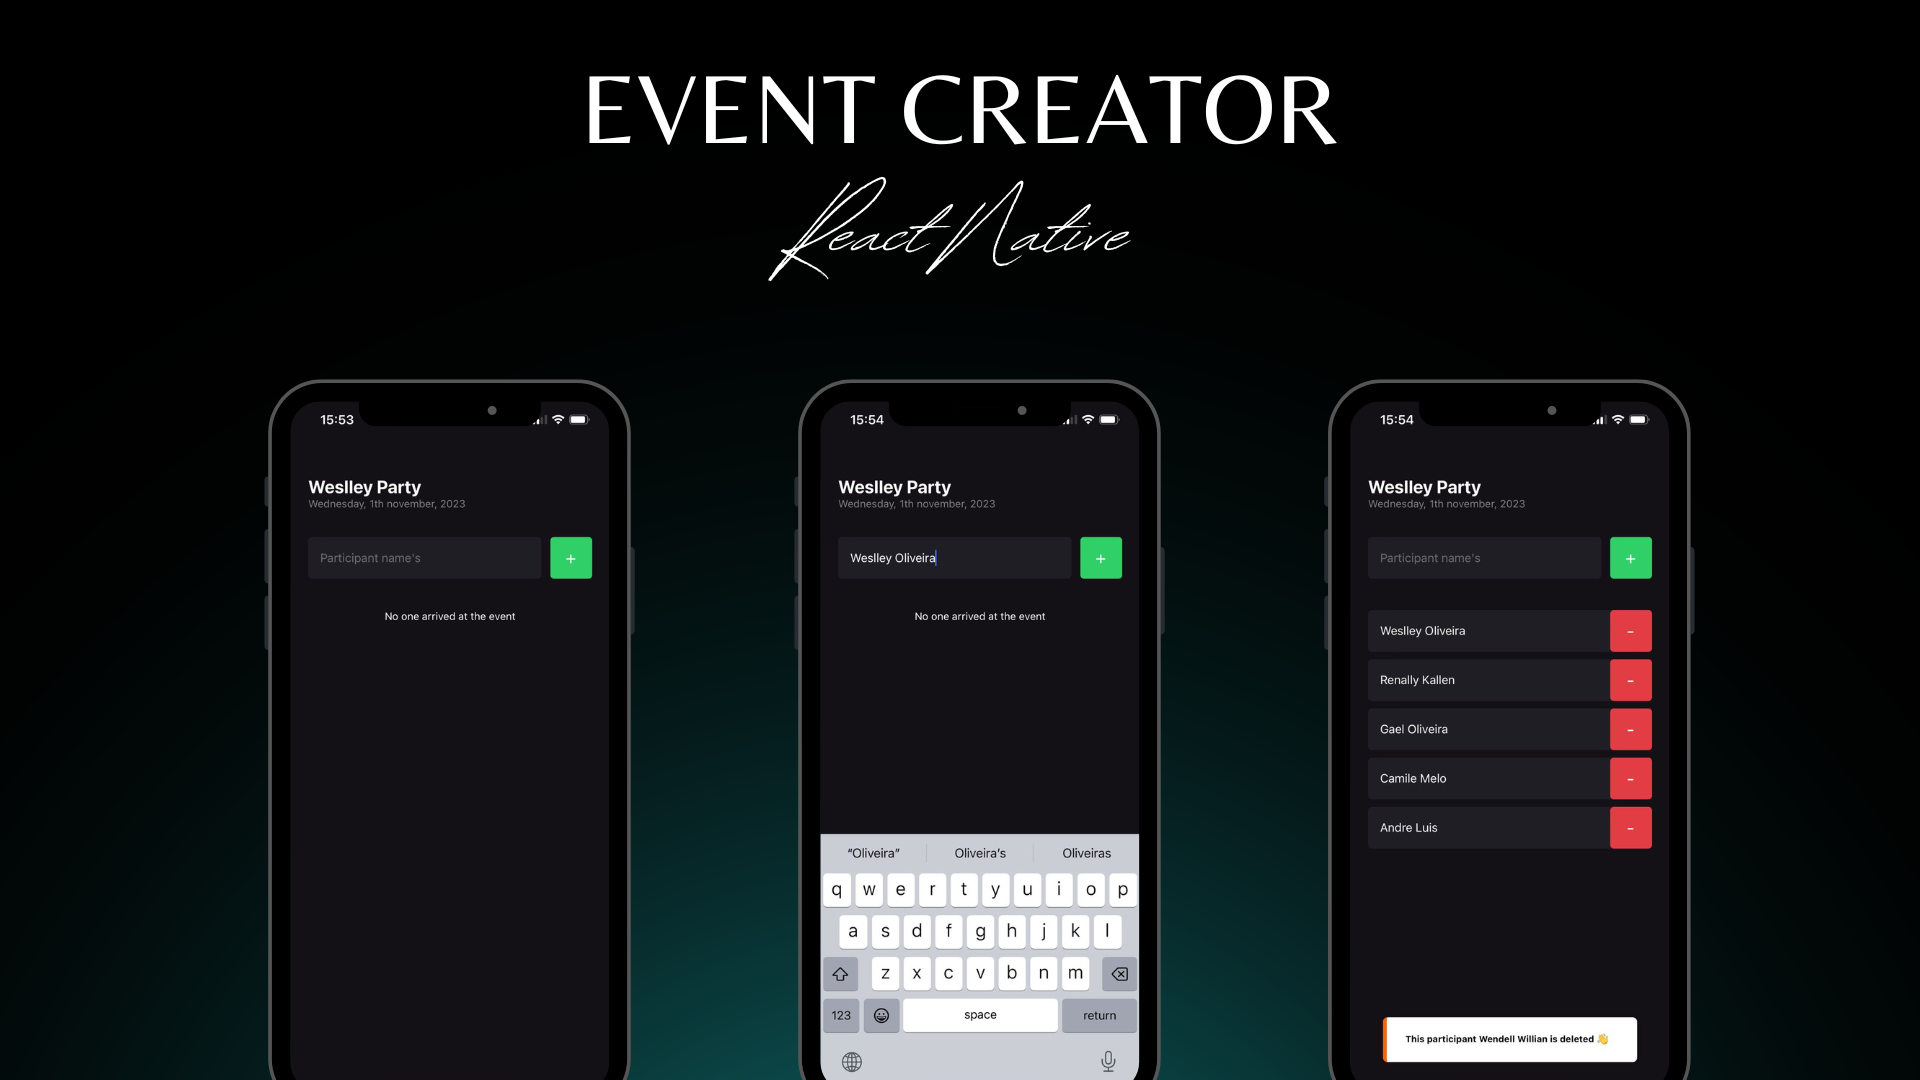 EVENT CREATOR
React Native
15:53
Weslley Party
Wednesday, 1th november, 2023
Participant name's
+
No one arrived at the event
15:54
Weslley Party
Wednesday, 1th november, 2023
Weslley Oliveira
+
No one arrived at the event
“Oliveira” Oliveira’s Oliveiras
q w e r t y u i o p
a s d f g h j k l
z x c v b n m
123 space return
15:54
Weslley Party
Wednesday, 1th november, 2023
Participant name's
+
Weslley Oliveira -
Renally Kallen -
Gael Oliveira -
Camile Melo -
Andre Luis -
This participant Wendell Willian is deleted 👋